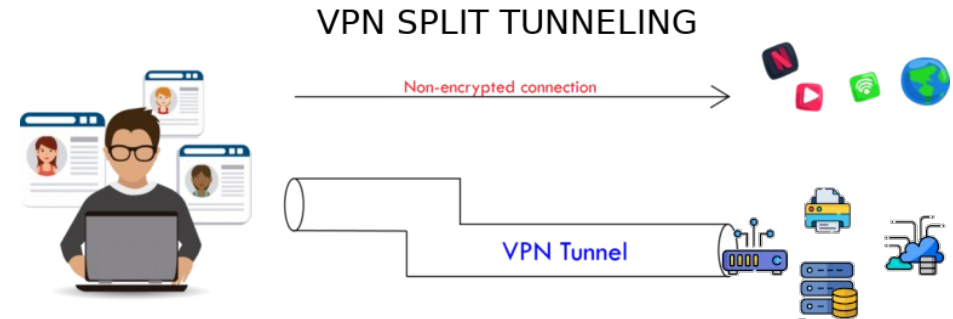 VPN SPLIT TUNNELING
Non-encrypted connection
N
VPN Tunnel